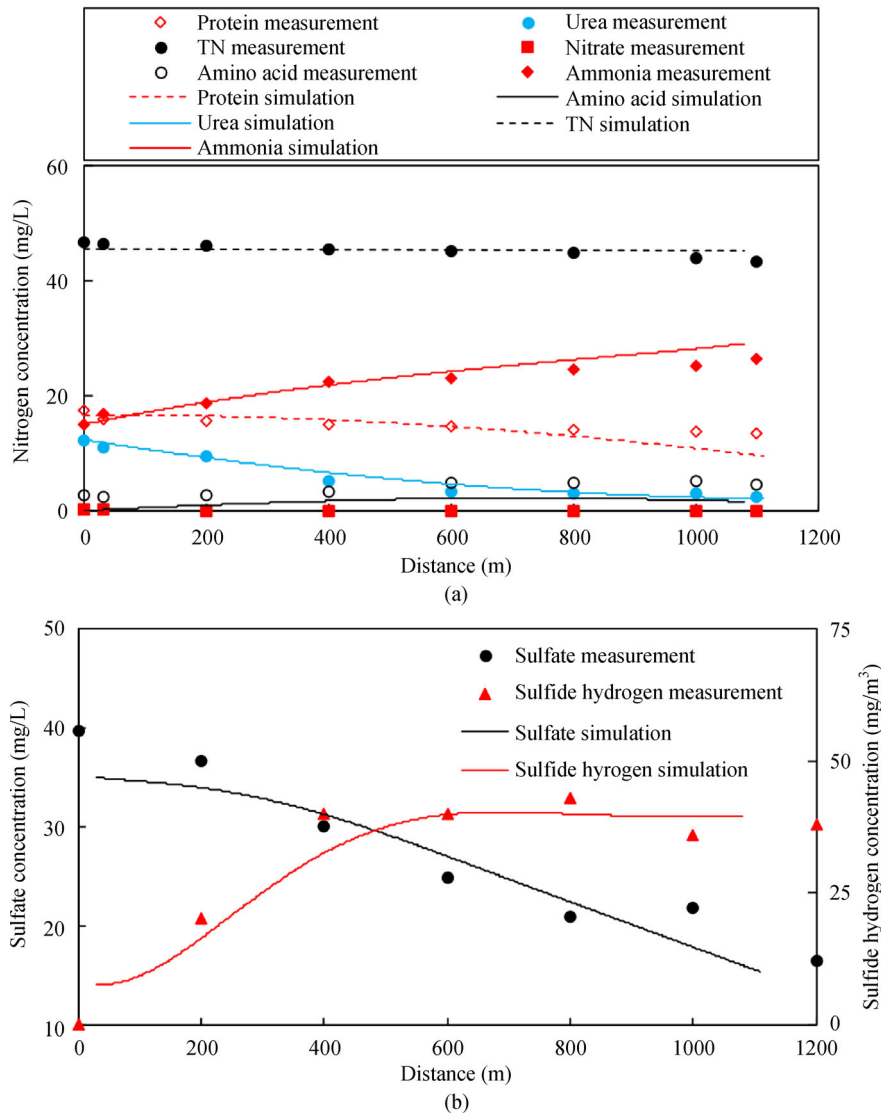 Protein measurement
Urea measurement
TN measurement
Nitrate measurement
Amino acid measurement
Ammonia measurement
Protein simulation
Amino acid simulation
Urea simulation
TN simulation
Ammonia simulation
Nitrogen concentration (mg/L)
60
40
20
0
0 200 400 600 800 1000 1200
Distance (m)
(a)
Sulfate concentration (mg/L)
50
40
30
20
10
Sulfate measurement
Sulfide hydrogen measurement
Sulfate simulation
Sulfide hyrogen simulation
75
50
25
0
Sulfide hydrogen concentration (mg/m³)
0 200 400 600 800 1000 1200
Distance (m)
(b)